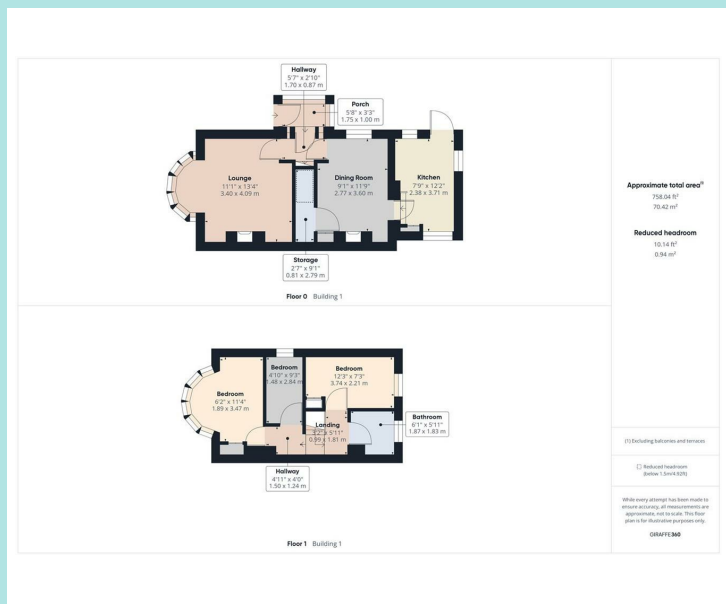 Hallway
5'7" x 2'10"
1.70 x 0.87 m
Porch
5'8" x 3'3"
1.75 x 1.00 m
Lounge
11'1" x 13'4"
3.40 x 4.09 m
Dining Room
9'1" x 11'9"
2.77 x 3.60 m
Kitchen
7'9" x 12'2"
2.38 x 3.71 m
Storage
2'7" x 9'1"
0.81 x 2.79 m
Floor 0 Building 1
Bedroom
4'10" x 9'3"
1.48 x 2.84 m
Bedroom
12'3" x 7'3"
3.74 x 2.21 m
Bedroom
6'2" x 11'4"
1.89 x 3.47 m
Landing
3'2" x 5'11"
0.99 x 1.81 m
Bathroom
6'1" x 5'11"
1.87 x 1.83 m
Hallway
4'11" x 4'0"
1.50 x 1.24 m
Floor 1 Building 1
Approximate total area(1)
758.04 ft²
70.42 m²
Reduced headroom
10.14 ft²
0.94 m²
(1) Excluding balconies and terraces
Reduced headroom
(below 1.5m/4.92ft)
While every attempt has been made to
ensure accuracy, all measurements are
approximate, not to scale. This floor
plan is for illustrative purposes only.
GIRAFFE360